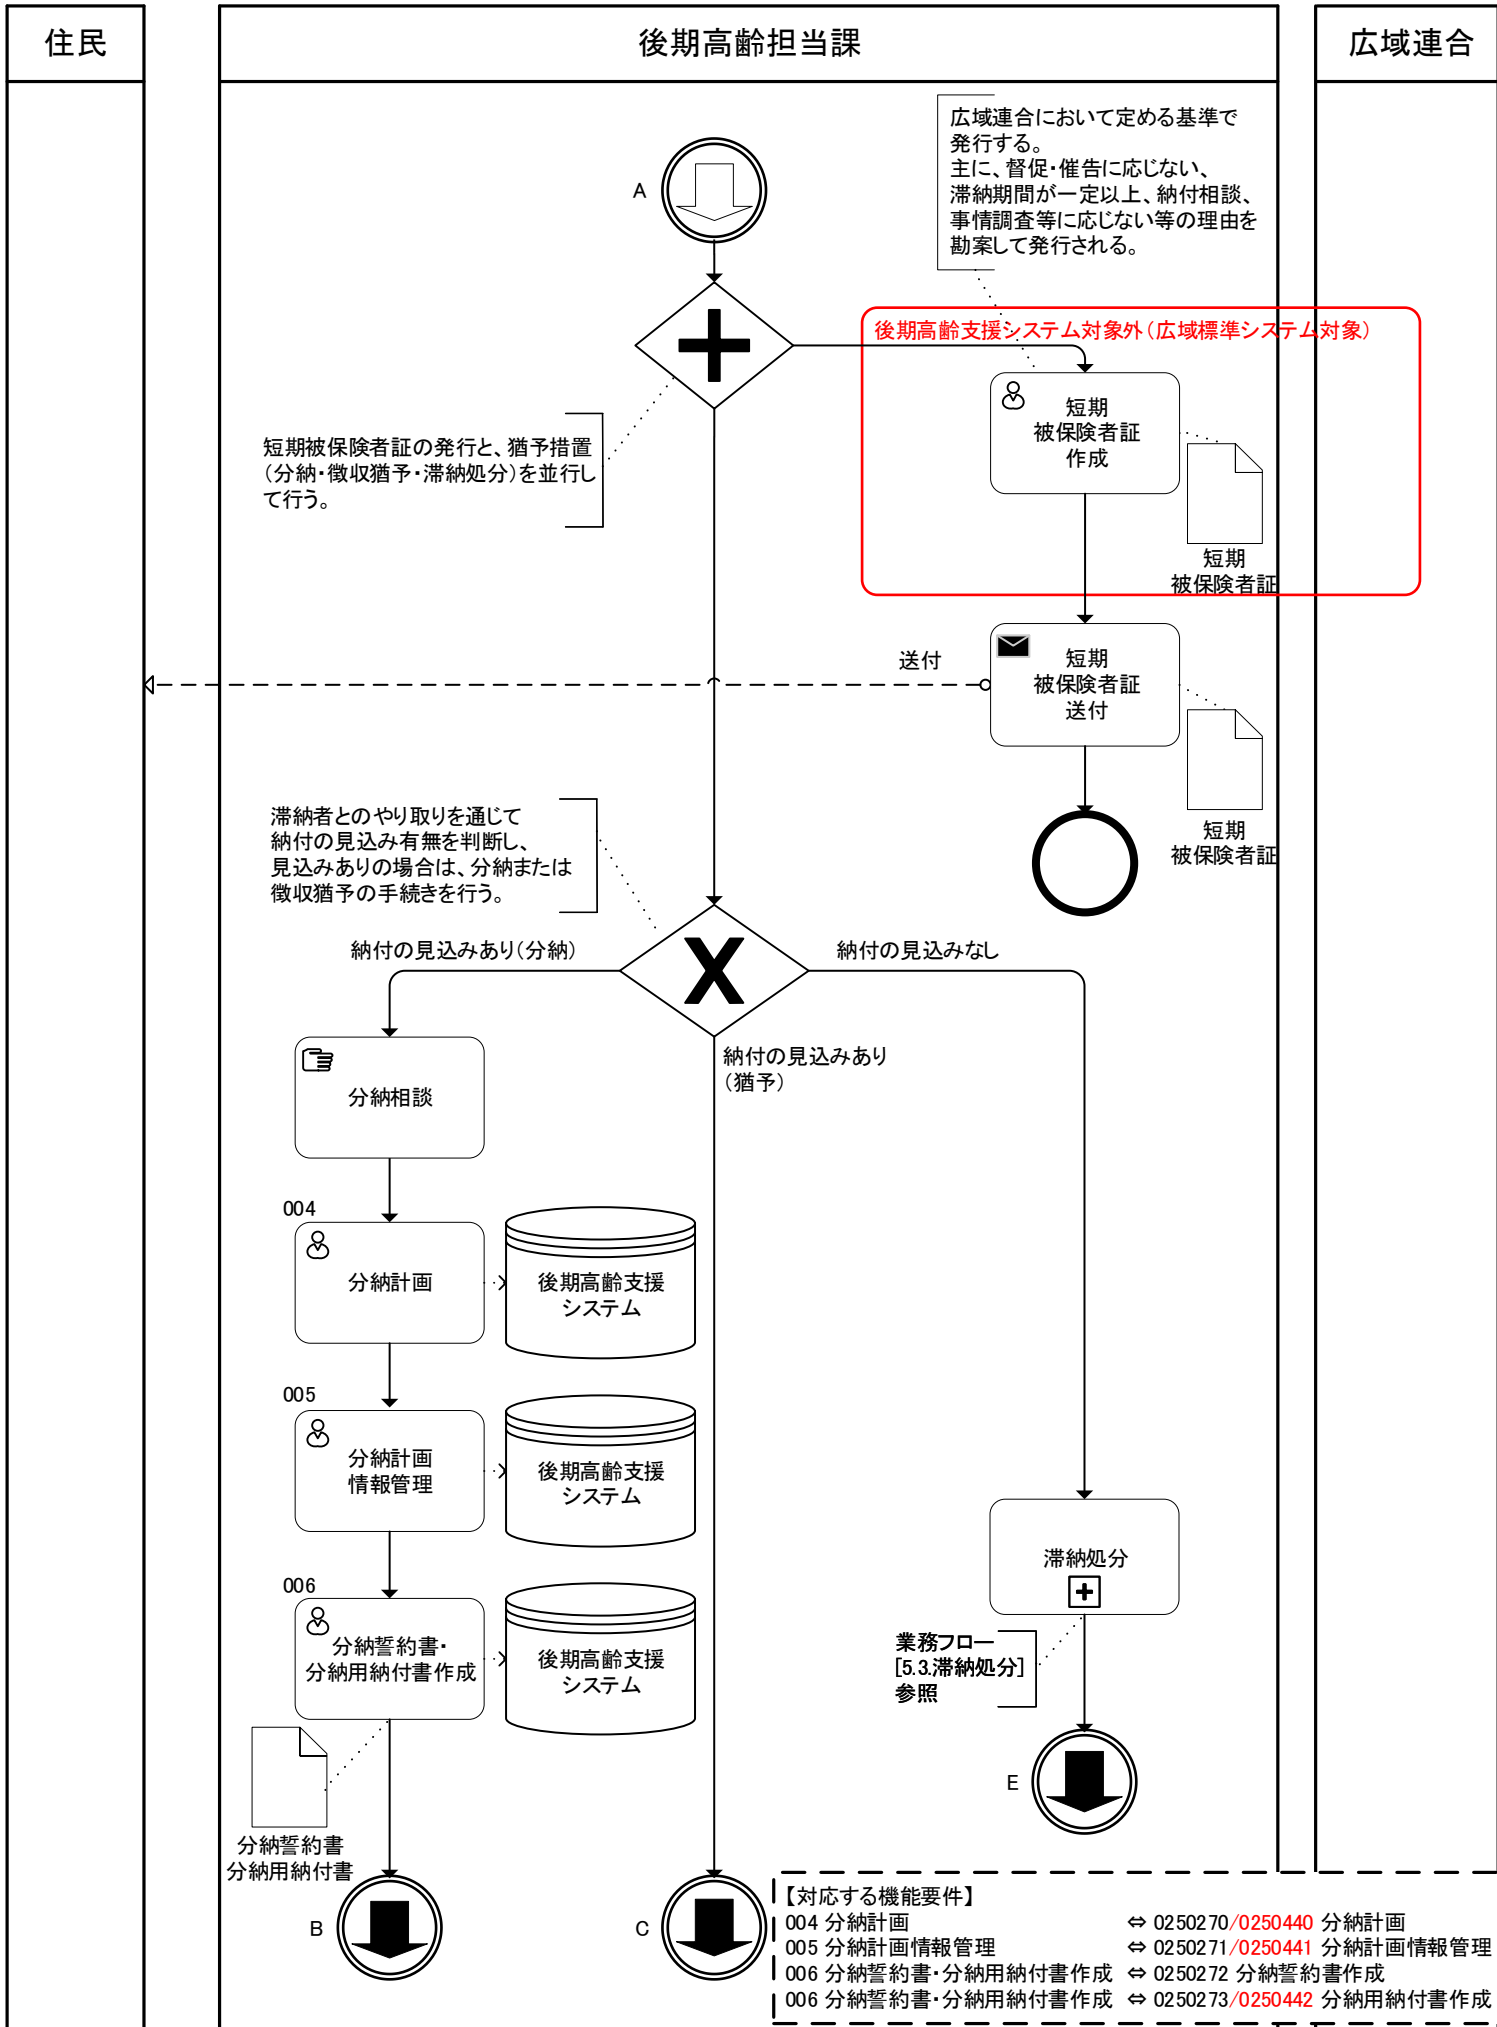 住民
後期高齢担当課
広域連合
広域連合において定める基準で
発行する。
主に、督促・催告に応じない、
滞納期間が一定以上、納付相談、
事情調査等に応じない等の理由を
勘案して発行される。
A
後期高齢支援システム対象外（広域標準システム対象）
短期
被保険者証
作成
短期被保険者証の発行と、猶予措置
（分納・徴収猶予・滞納処分）を並行し
て行う。
短期
被保険者証
送付
短期
被保険者証
送付
滞納者とのやり取りを通じて
納付の見込み有無を判断し、
見込みありの場合は、分納または
徴収猶予の手続きを行う。
短期
被保険者証
納付の見込みあり（分納）
納付の見込みなし
納付の見込みあり
（猶予）
分納相談
004
分納計画
後期高齢支援
システム
005
分納計画
情報管理
後期高齢支援
システム
滞納処分
006
分納誓約書・
分納用納付書作成
後期高齢支援
システム
業務フロー
[5.3.滞納処分]
参照
E
分納誓約書
分納用納付書
B
C
【対応する機能要件】
004 分納計画 ⇔ 0250270/0250440 分納計画
005 分納計画情報管理 ⇔ 0250271/0250441 分納計画情報管理
006 分納誓約書・分納用納付書作成 ⇔ 0250272 分納誓約書作成
006 分納誓約書・分納用納付書作成 ⇔ 0250273/0250442 分納用納付書作成